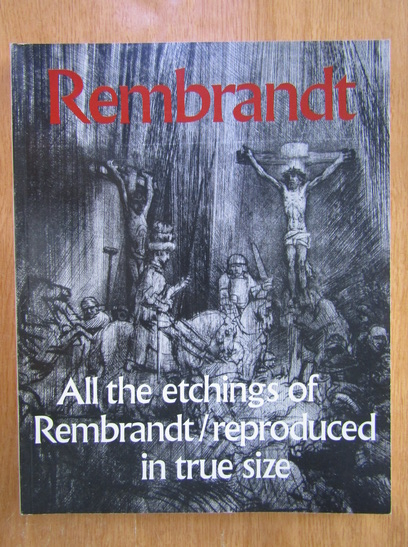 Rembrandt
All the etchings of
Rembrandt/reproduced
in true size